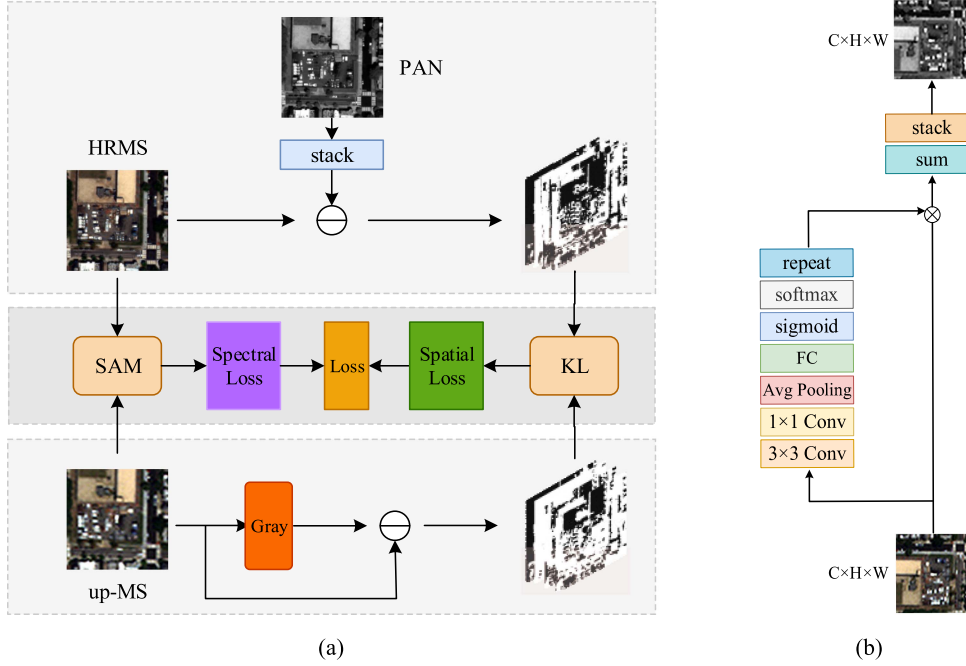 PAN
HRMS
stack
SAM
Spectral
Loss
Loss
Spatial
Loss
KL
Gray
up-MS
(a)
C×H×W
stack
sum
repeat
softmax
sigmoid
FC
Avg Pooling
1×1 Conv
3×3 Conv
C×H×W
(b)